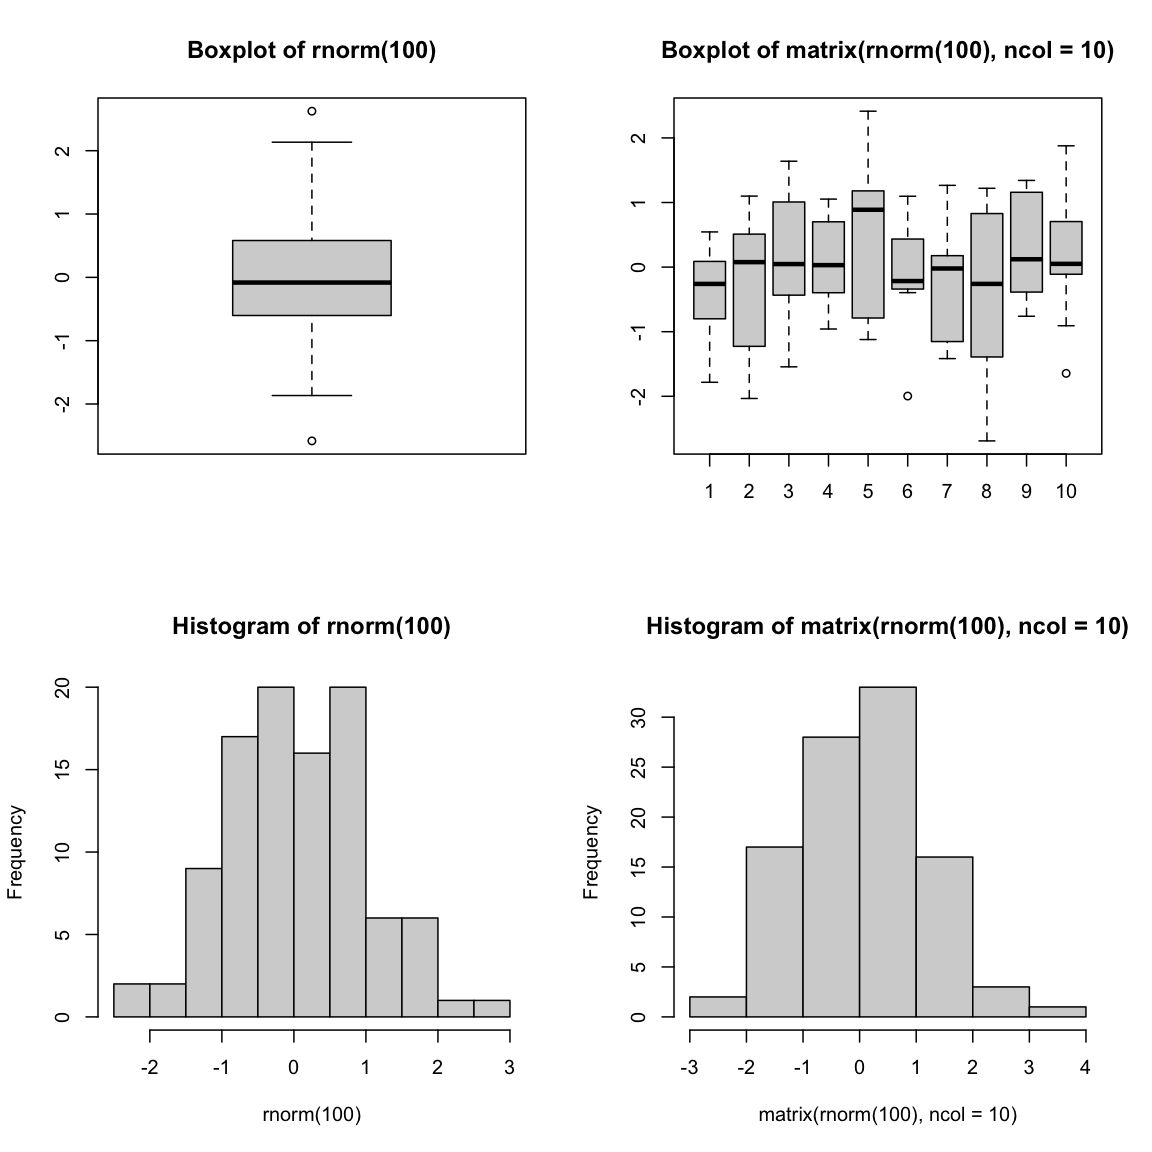 Boxplot of rnorm(100)
2
1
0
-1
-2
Boxplot of matrix(rnorm(100), ncol = 10)
2
1
0
-1
-2
1 2 3 4 5 6 7 8 9 10
Histogram of rnorm(100)
Frequency
20
15
10
5
0
-2 -1 0 1 2 3
rnorm(100)
Histogram of matrix(rnorm(100), ncol = 10)
Frequency
30
25
20
15
10
5
0
-3 -2 -1 0 1 2 3 4
matrix(rnorm(100), ncol = 10)